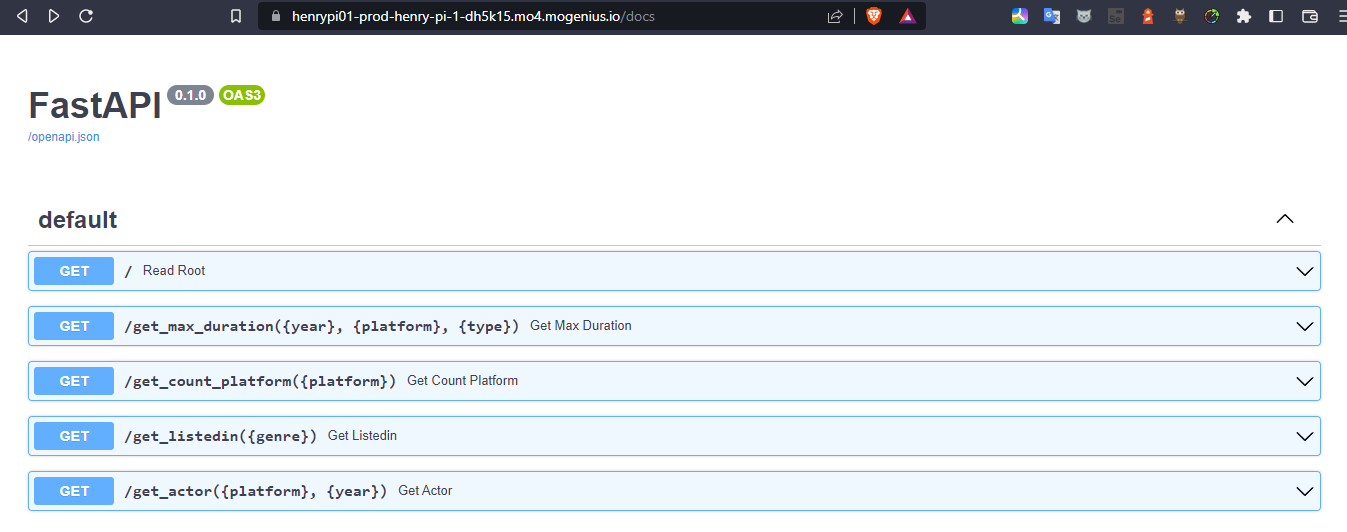 henrypi01-prod-henry-pi-1-dh5k15.mo4.mogenius.io/docs
FastAPI 0.1.0 OAS3
/openapi.json
default
GET / Read Root
GET /get_max_duration({year}, {platform}, {type}) Get Max Duration
GET /get_count_platform({platform}) Get Count Platform
GET /get_listedin({genre}) Get Listedin
GET /get_actor({platform}, {year}) Get Actor